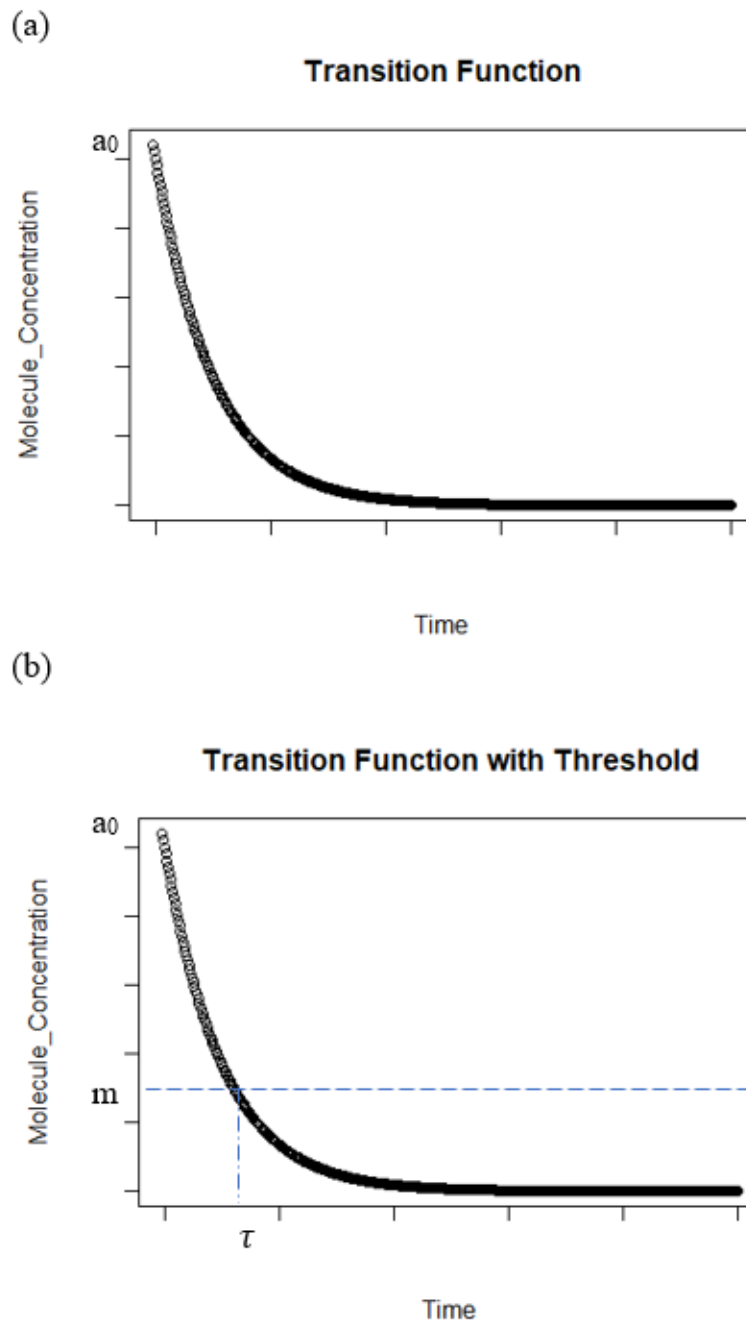 (a)
Transition Function
a0
Molecule_Concentration
Time
(b)
Transition Function with Threshold
a0
Molecule_Concentration
m
τ
Time